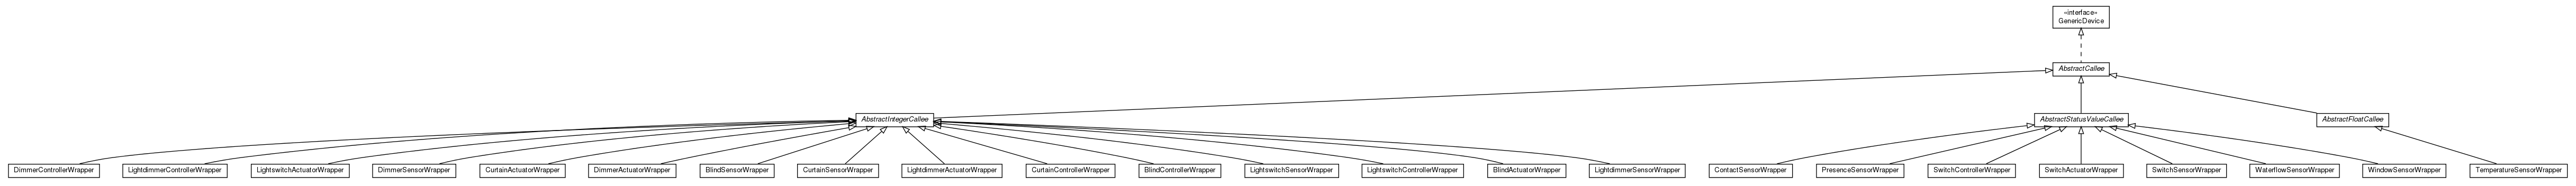 «interface»
GenericDevice
AbstractCallee
AbstractIntegerCallee
AbstractStatusValueCallee
AbstractFloatCallee
DimmerControllerWrapper
LightdimmerControllerWrapper
LightswitchActuatorWrapper
DimmerSensorWrapper
CurtainActuatorWrapper
DimmerActuatorWrapper
BlindSensorWrapper
CurtainSensorWrapper
LightdimmerActuatorWrapper
CurtainControllerWrapper
BlindControllerWrapper
LightswitchSensorWrapper
LightswitchControllerWrapper
BlindActuatorWrapper
LightdimmerSensorWrapper
ContactSensorWrapper
PresenceSensorWrapper
SwitchControllerWrapper
SwitchActuatorWrapper
SwitchSensorWrapper
WaterflowSensorWrapper
WindowSensorWrapper
TemperatureSensorWrapper